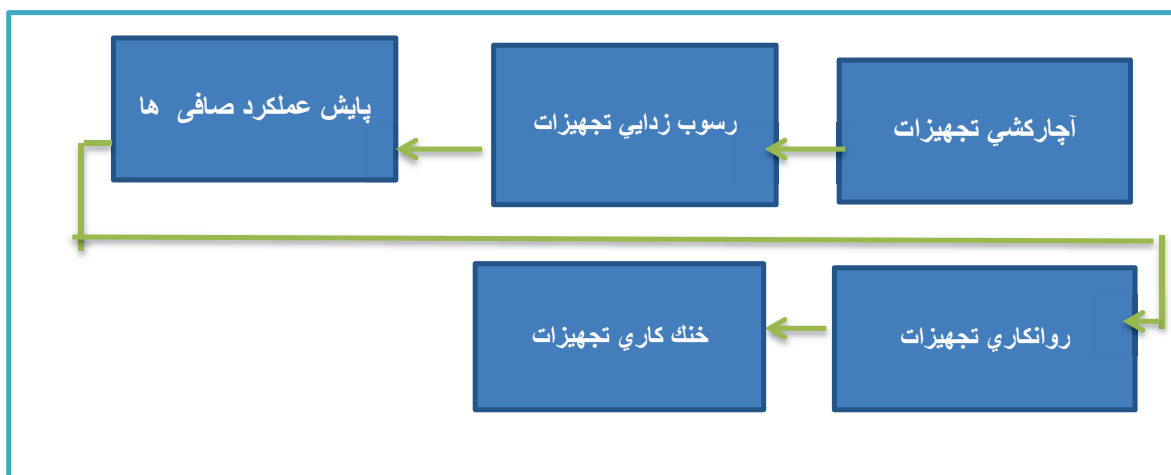 آچاركشي تجهيزات
رسوب زدايي تجهيزات
پایش عملکرد صافی ها
روانكاري تجهيزات
خنك كاري تجهيزات